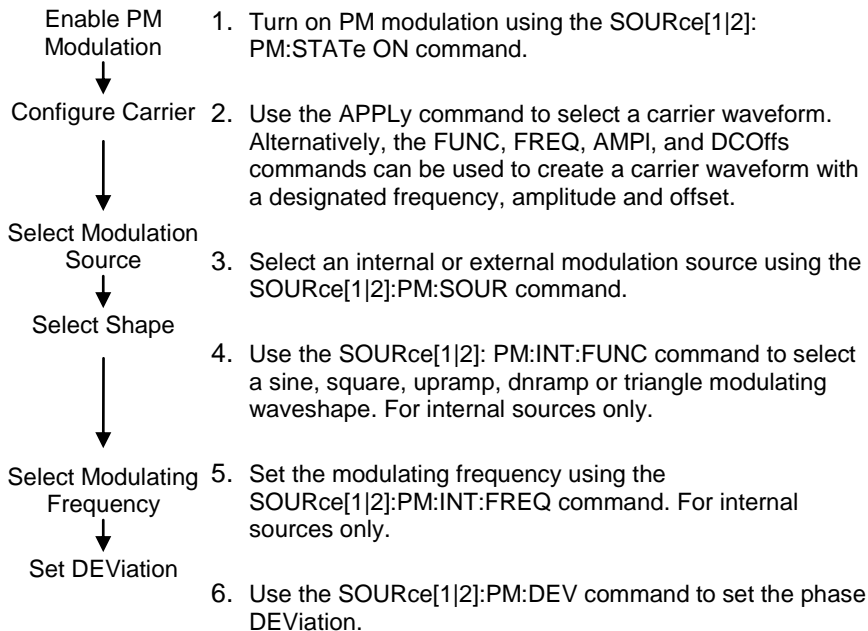 Enable PM
Modulation
1. Turn on PM modulation using the SOURce[1|2]:
PM:STATe ON command.
Configure Carrier
2. Use the APPLy command to select a carrier waveform.
Alternatively, the FUNC, FREQ, AMPl, and DCOffs
commands can be used to create a carrier waveform with
a designated frequency, amplitude and offset.
Select Modulation
Source
3. Select an internal or external modulation source using the
SOURce[1|2]:PM:SOUR command.
Select Shape
4. Use the SOURce[1|2]: PM:INT:FUNC command to select
a sine, square, upramp, dnramp or triangle modulating
waveshape. For internal sources only.
Select Modulating
Frequency
5. Set the modulating frequency using the
SOURce[1|2]:PM:INT:FREQ command. For internal
sources only.
Set DEViation
6. Use the SOURce[1|2]:PM:DEV command to set the phase
DEViation.